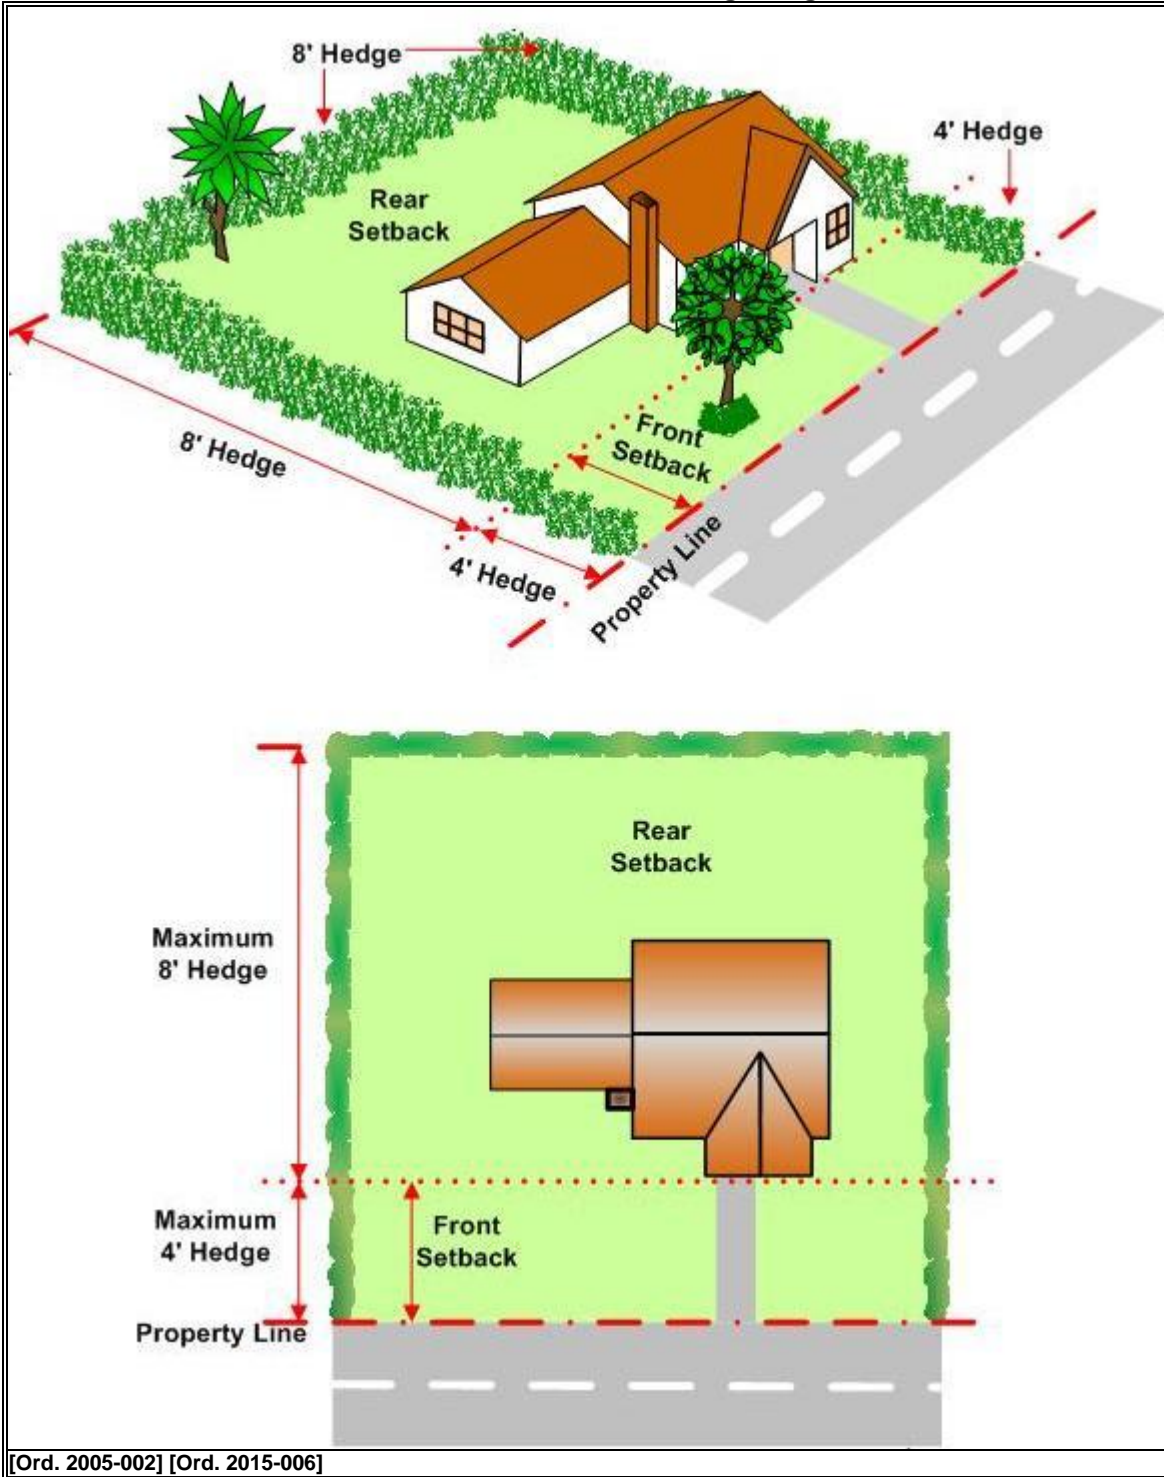 8' Hedge
4' Hedge
Rear
Setback
Front
Setback
8' Hedge
4' Hedge
Property Line
Rear
Setback
Maximum
8' Hedge
Maximum
4' Hedge
Front
Setback
Property Line
[Ord. 2005-002] [Ord. 2015-006]